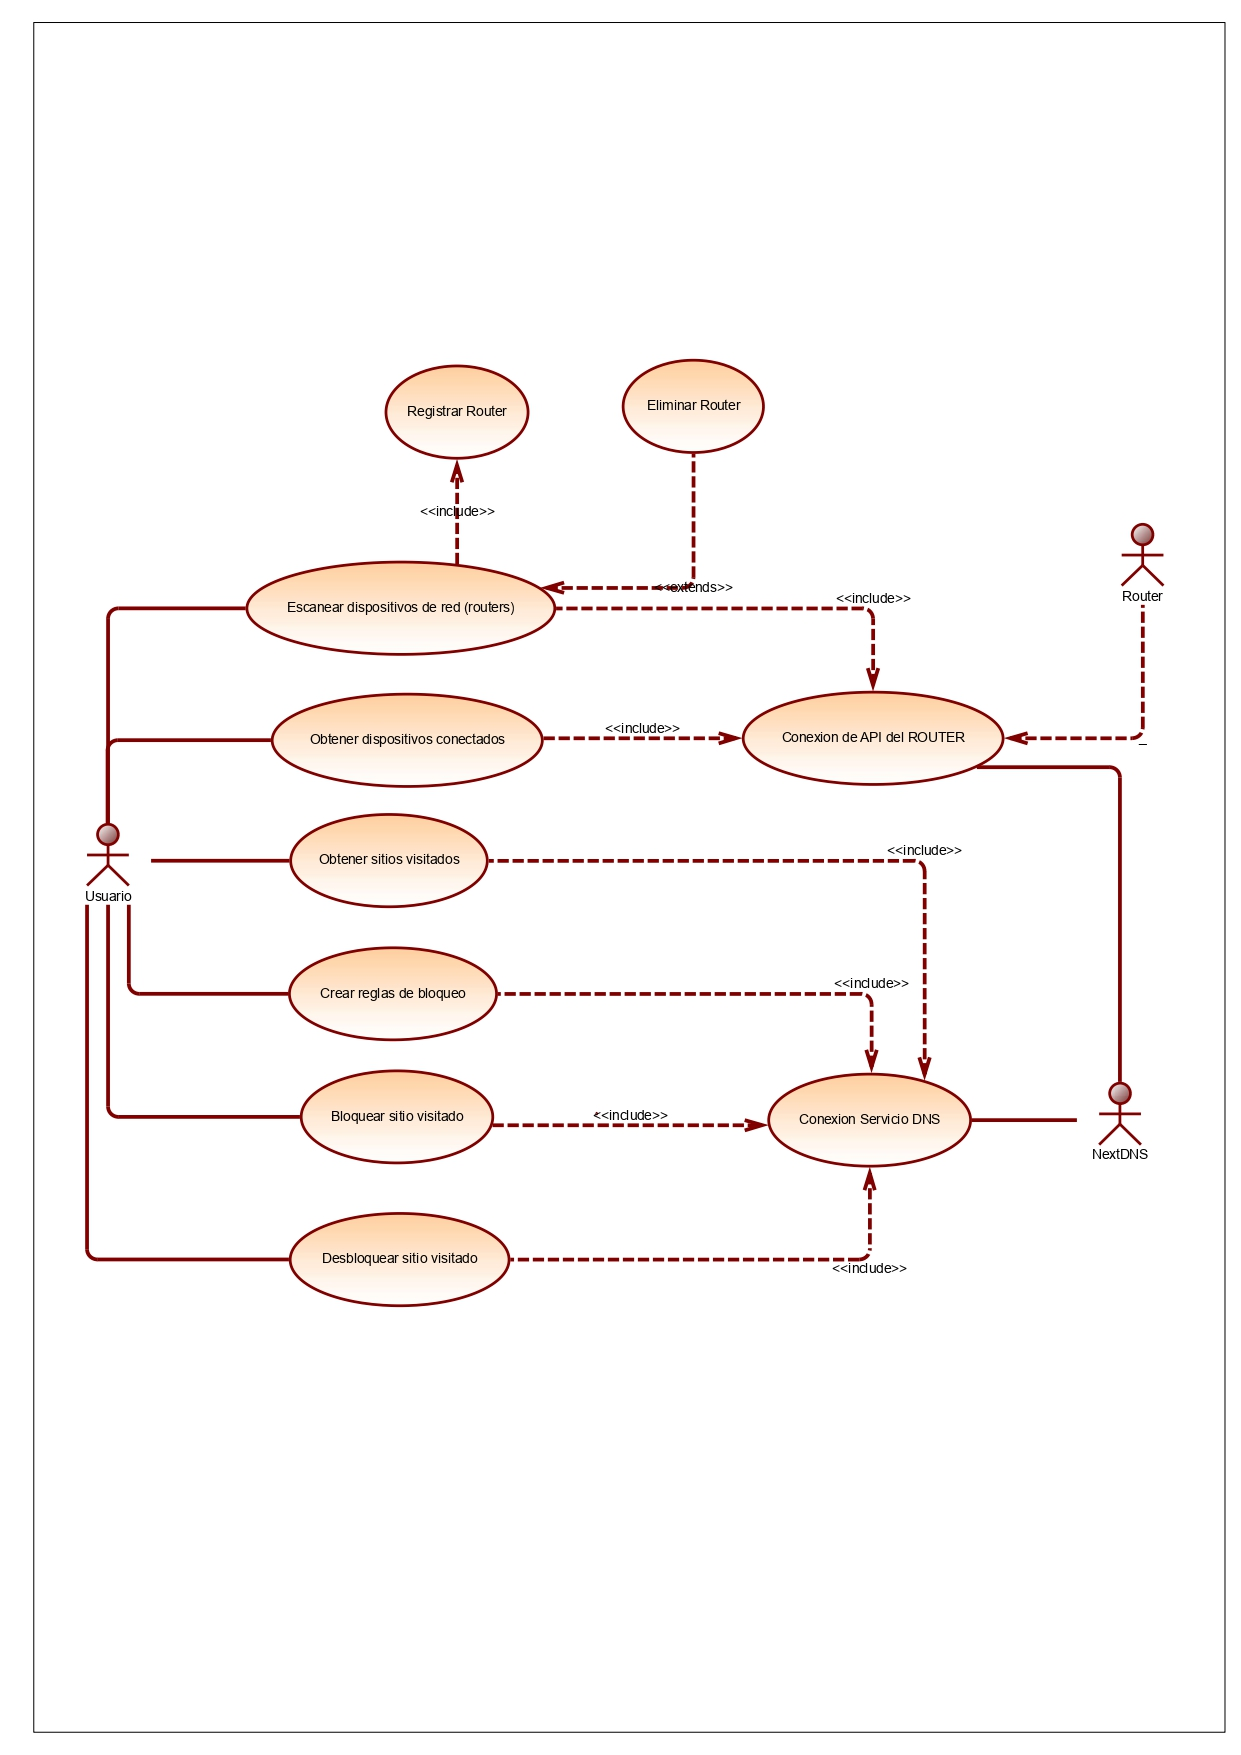 Registrar Router
Eliminar Router
<<include>>
Router
Escanear dispositivos de red (routers)
<<extends>>
<<include>>
Obtener dispositivos conectados
<<include>>
Conexion de API del ROUTER
Usuario
Obtener sitios visitados
<<include>>
Crear reglas de bloqueo
<<include>>
Bloquear sitio visitado
<<include>>
Conexion Servicio DNS
NextDNS
Desbloquear sitio visitado
<<include>>